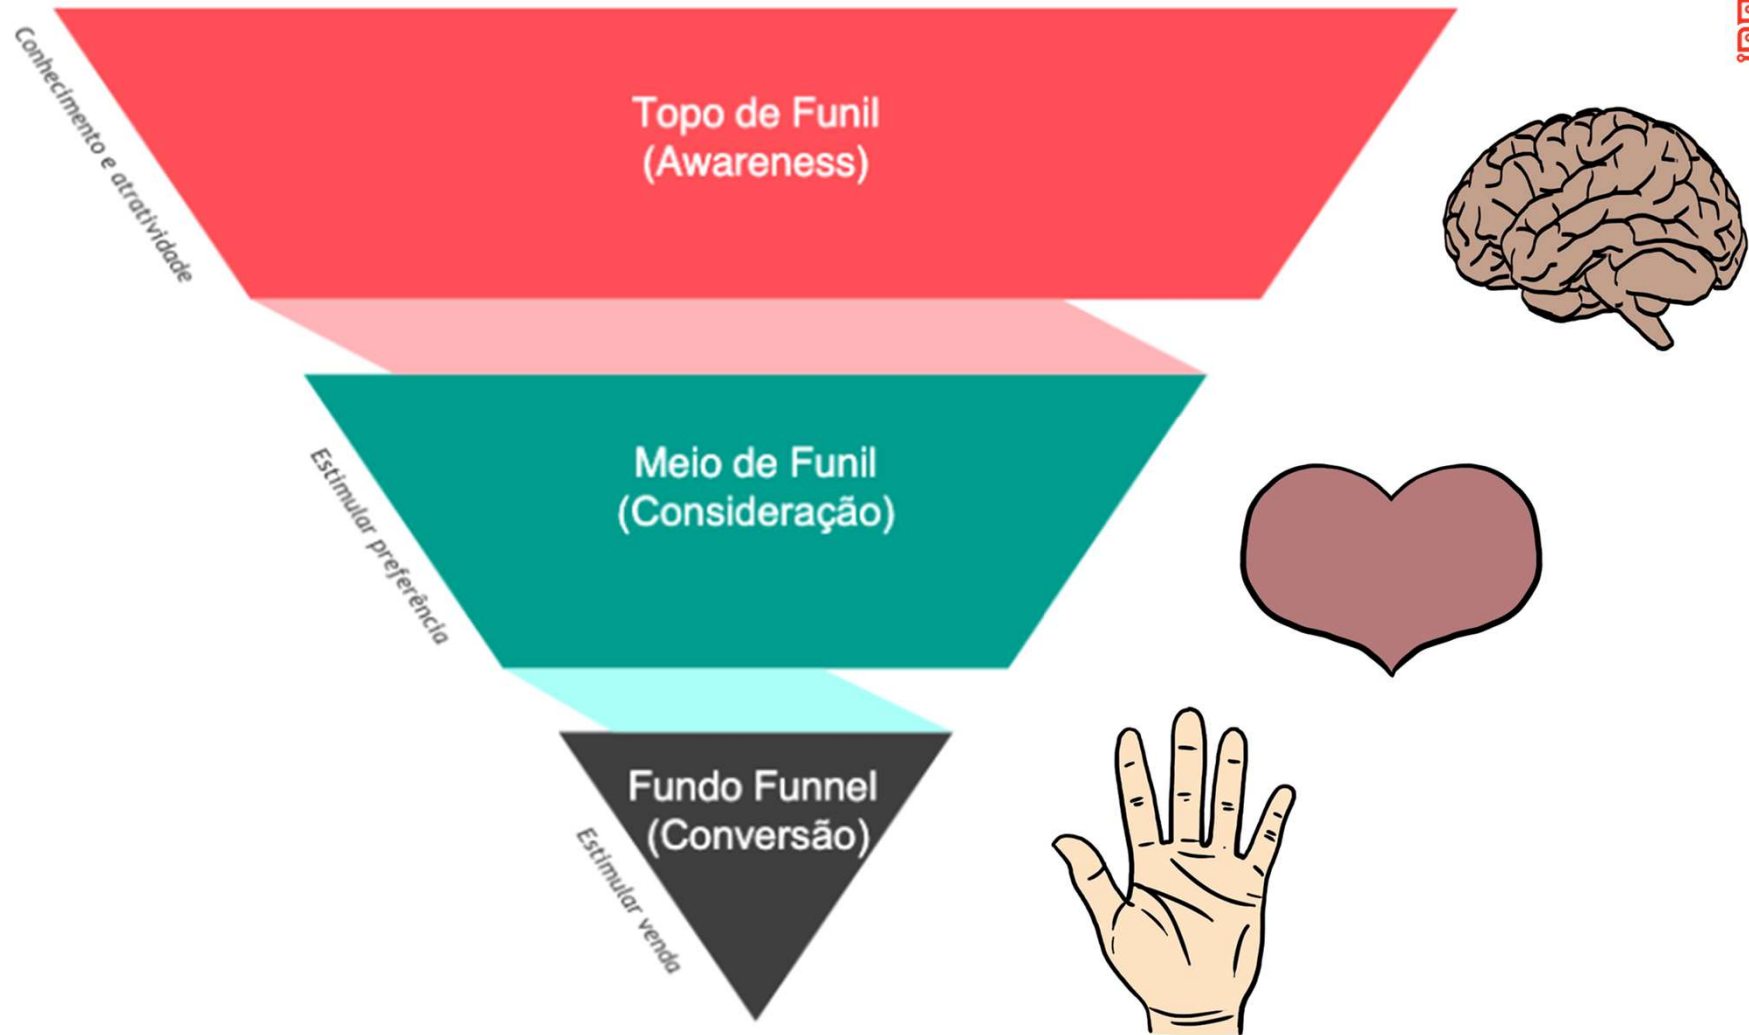 Conhecimento e atratividade
Topo de Funil
(Awareness)
Estimular preferência
Meio de Funil
(Consideração)
Estimular venda
Fundo Funnel
(Conversão)